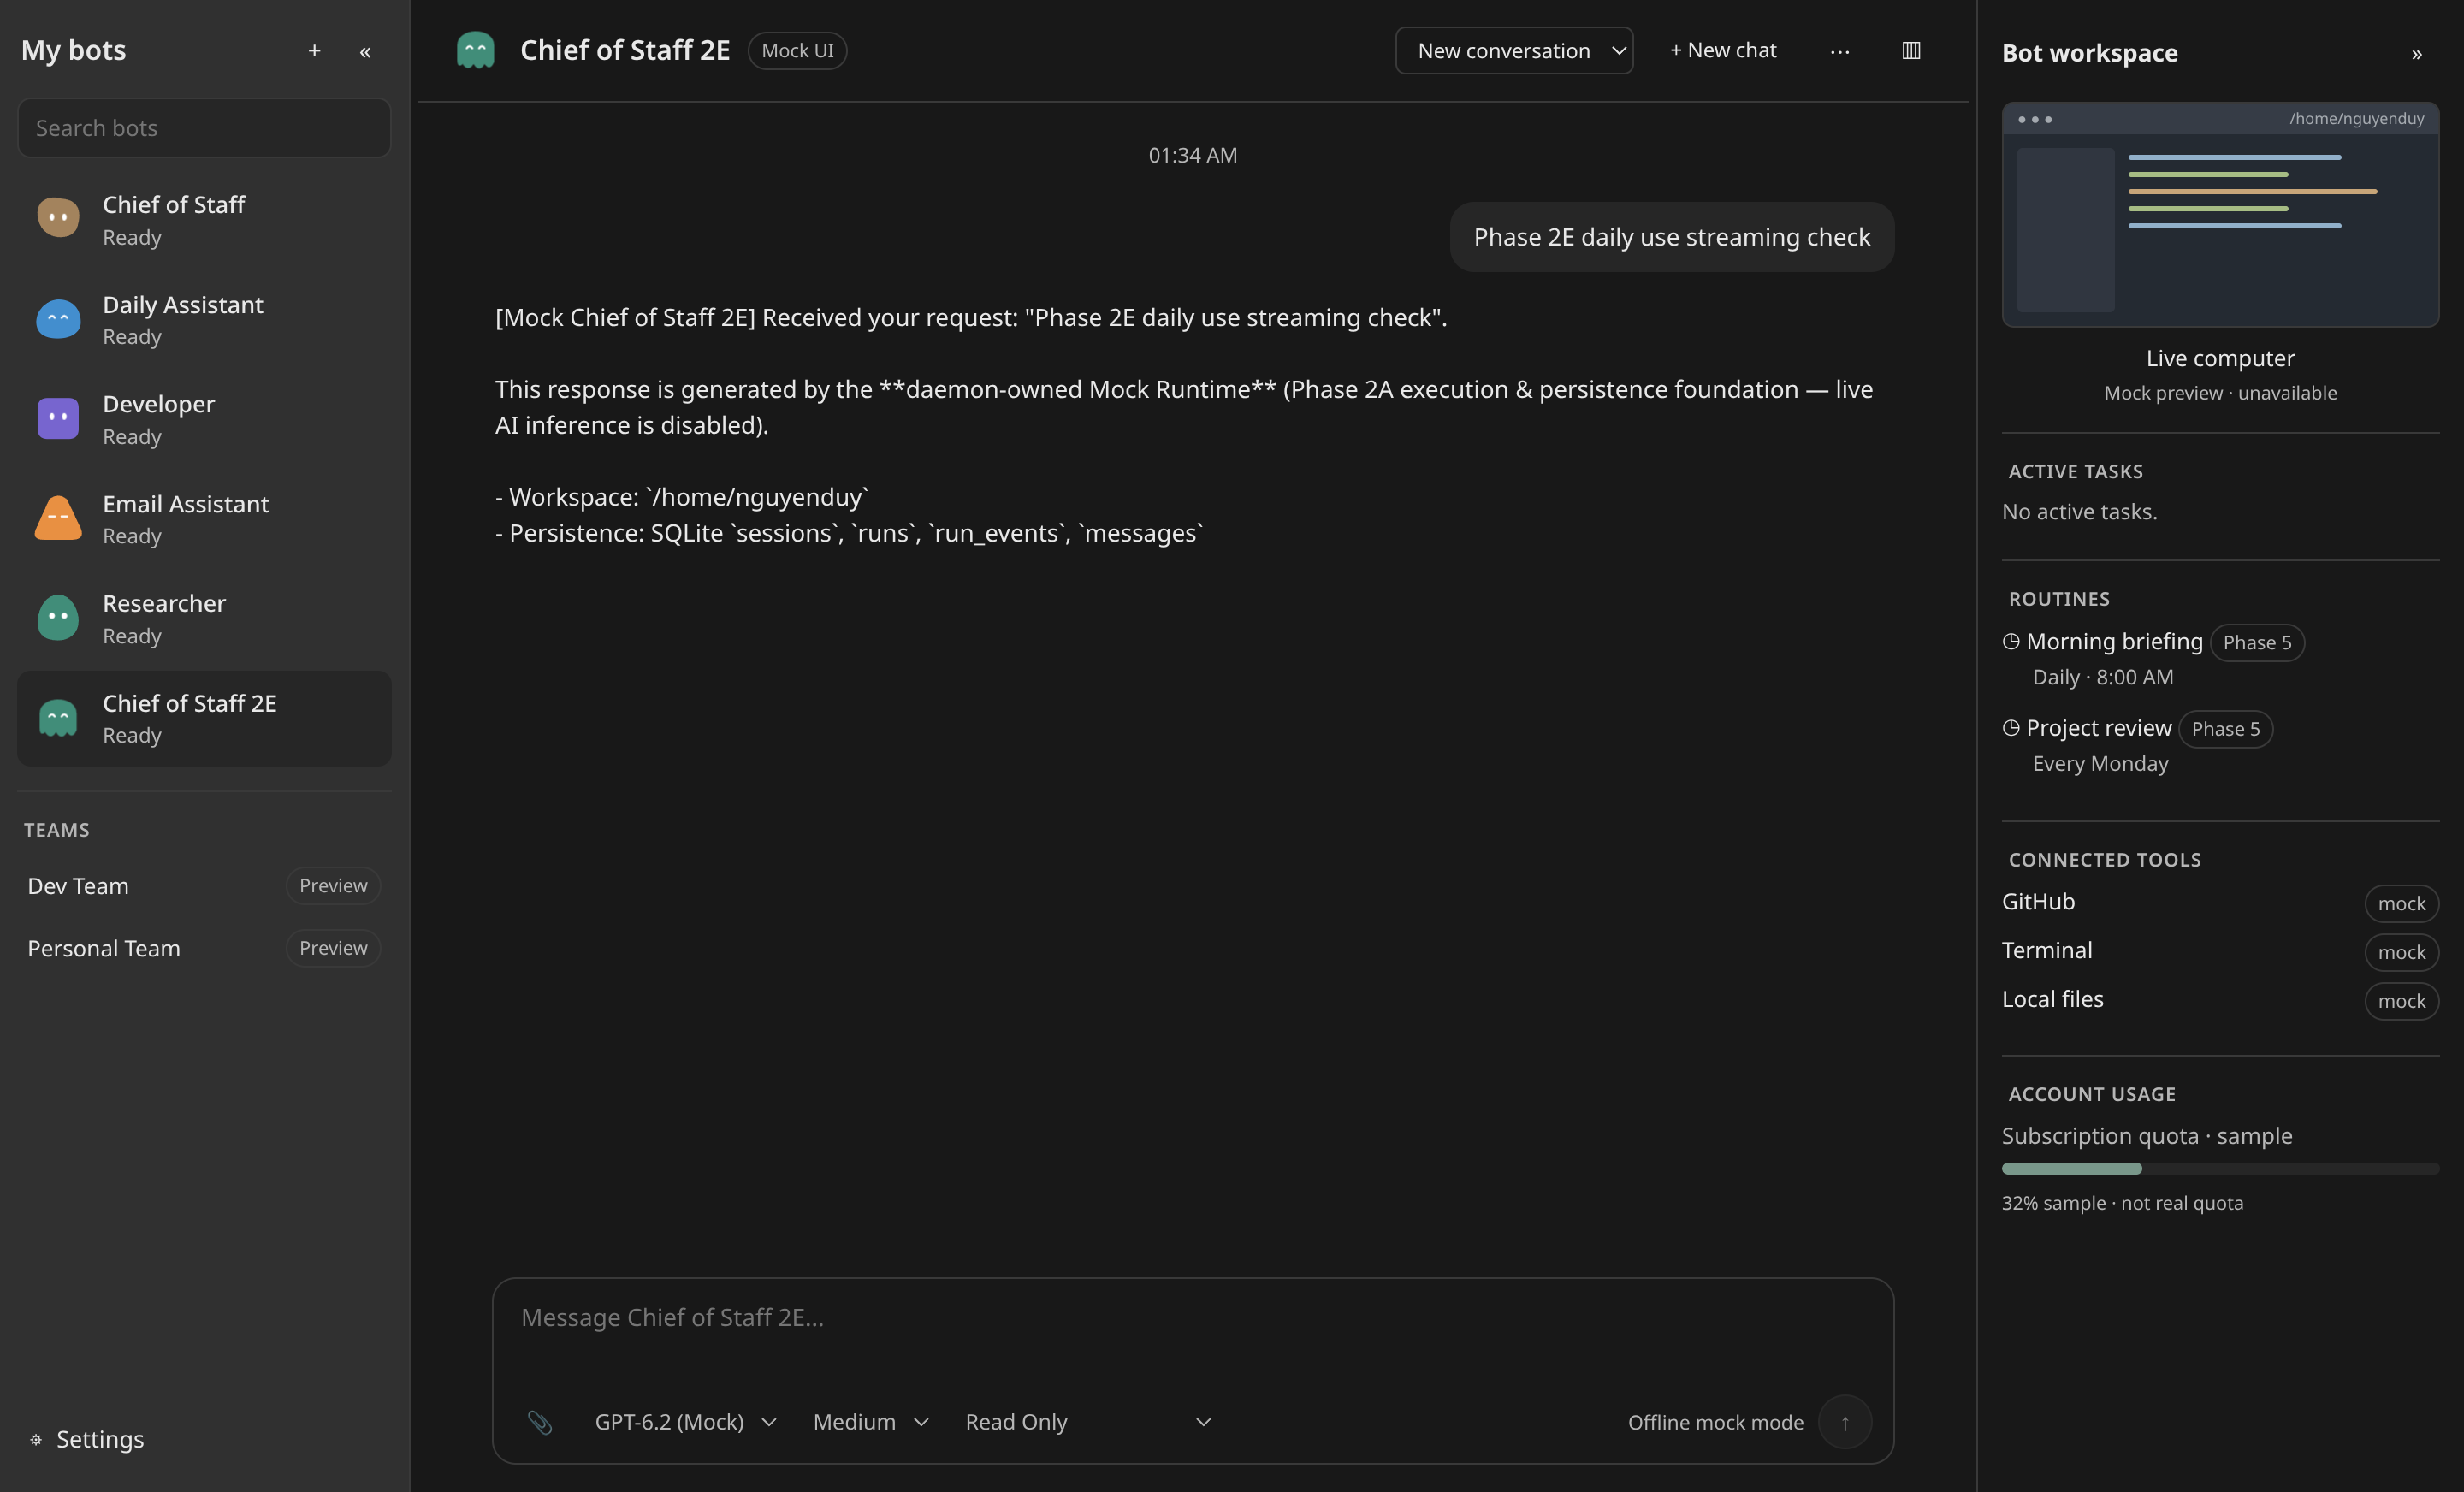 My bots + «
Search bots
Chief of Staff
Ready
Daily Assistant
Ready
Developer
Ready
Email Assistant
Ready
Researcher
Ready
Chief of Staff 2E
Ready
TEAMS
Dev Team Preview
Personal Team Preview
Settings
Chief of Staff 2E Mock UI New conversation + New chat ...
01:34 AM
Phase 2E daily use streaming check
[Mock Chief of Staff 2E] Received your request: "Phase 2E daily use streaming check".
This response is generated by the **daemon-owned Mock Runtime** (Phase 2A execution & persistence foundation — live
AI inference is disabled).
- Workspace: `/home/nguyenduy`
- Persistence: SQLite `sessions`, `runs`, `run_events`, `messages`
Message Chief of Staff 2E...
GPT-6.2 (Mock) Medium Read Only Offline mock mode ↑
Bot workspace »
/home/nguyenduy
Live computer
Mock preview · unavailable
ACTIVE TASKS
No active tasks.
ROUTINES
Morning briefing Phase 5
Daily · 8:00 AM
Project review Phase 5
Every Monday
CONNECTED TOOLS
GitHub mock
Terminal mock
Local files mock
ACCOUNT USAGE
Subscription quota · sample
32% sample · not real quota